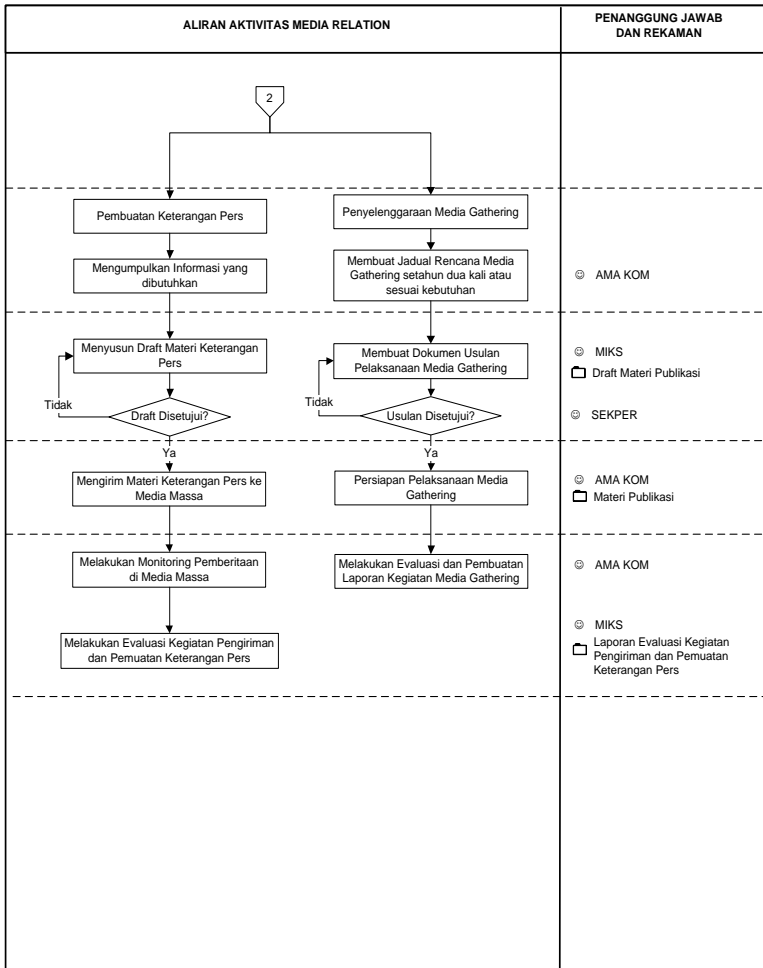 ALIRAN AKTIVITAS MEDIA RELATION
PENANGGUNG JAWAB
DAN REKAMAN
2
Pembuatan Keterangan Pers
Penyelenggaraan Media Gathering
Mengumpulkan Informasi yang
dibutuhkan
Membuat Jadual Rencana Media
Gathering setahun dua kali atau
sesuai kebutuhan
AMA KOM
Menyusun Draft Materi Keterangan
Pers
Membuat Dokumen Usulan
Pelaksanaan Media Gathering
MIKS
Draft Materi Publikasi
Tidak
Draft Disetujui?
Tidak
Usulan Disetujui?
SEKPER
Ya
Ya
Mengirim Materi Keterangan Pers ke
Media Massa
Persiapan Pelaksanaan Media
Gathering
AMA KOM
Materi Publikasi
Melakukan Monitoring Pemberitaan
di Media Massa
Melakukan Evaluasi dan Pembuatan
Laporan Kegiatan Media Gathering
AMA KOM
Melakukan Evaluasi Kegiatan Pengiriman
dan Pemuatan Keterangan Pers
MIKS
Laporan Evaluasi Kegiatan
Pengiriman dan Pemuatan
Keterangan Pers